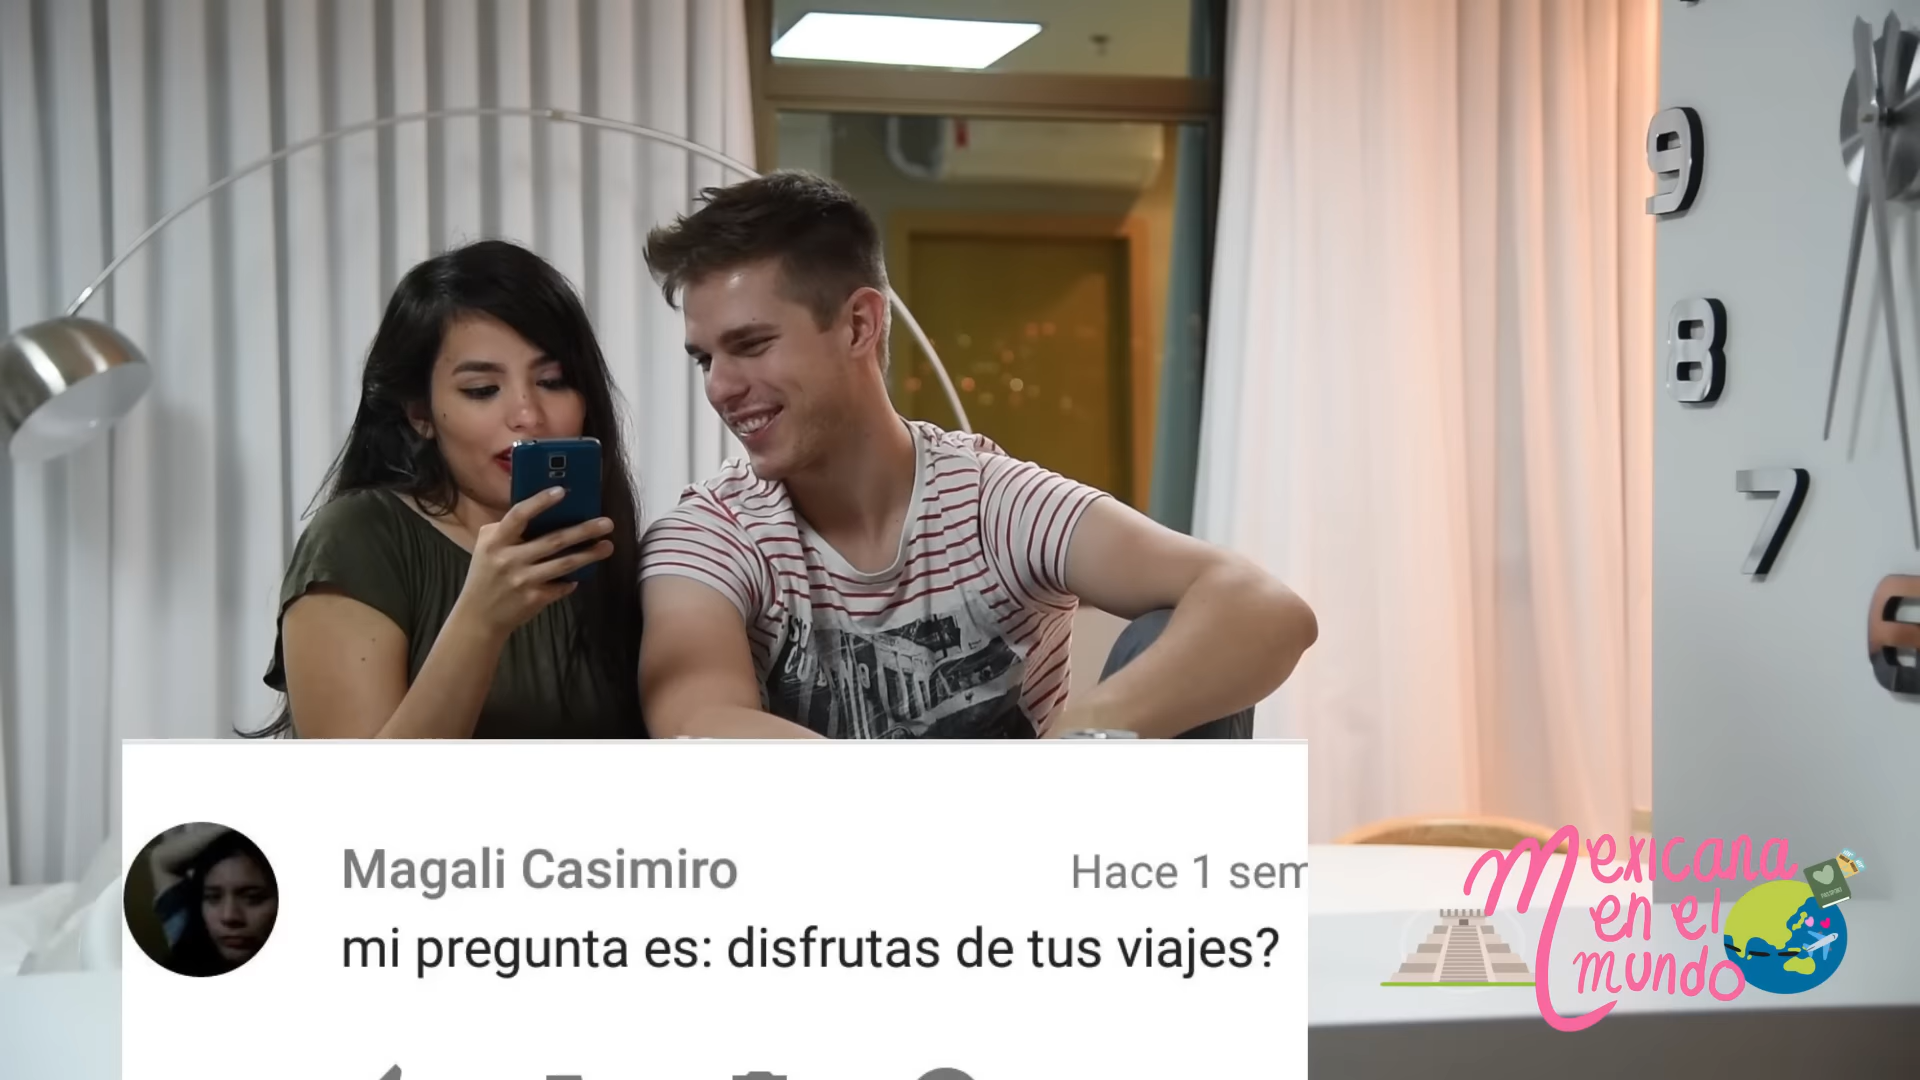 9
8
7
6
Magali Casimiro
Hace 1 sem
mi pregunta es: disfrutas de tus viajes?
Mexicana
en el
mundo